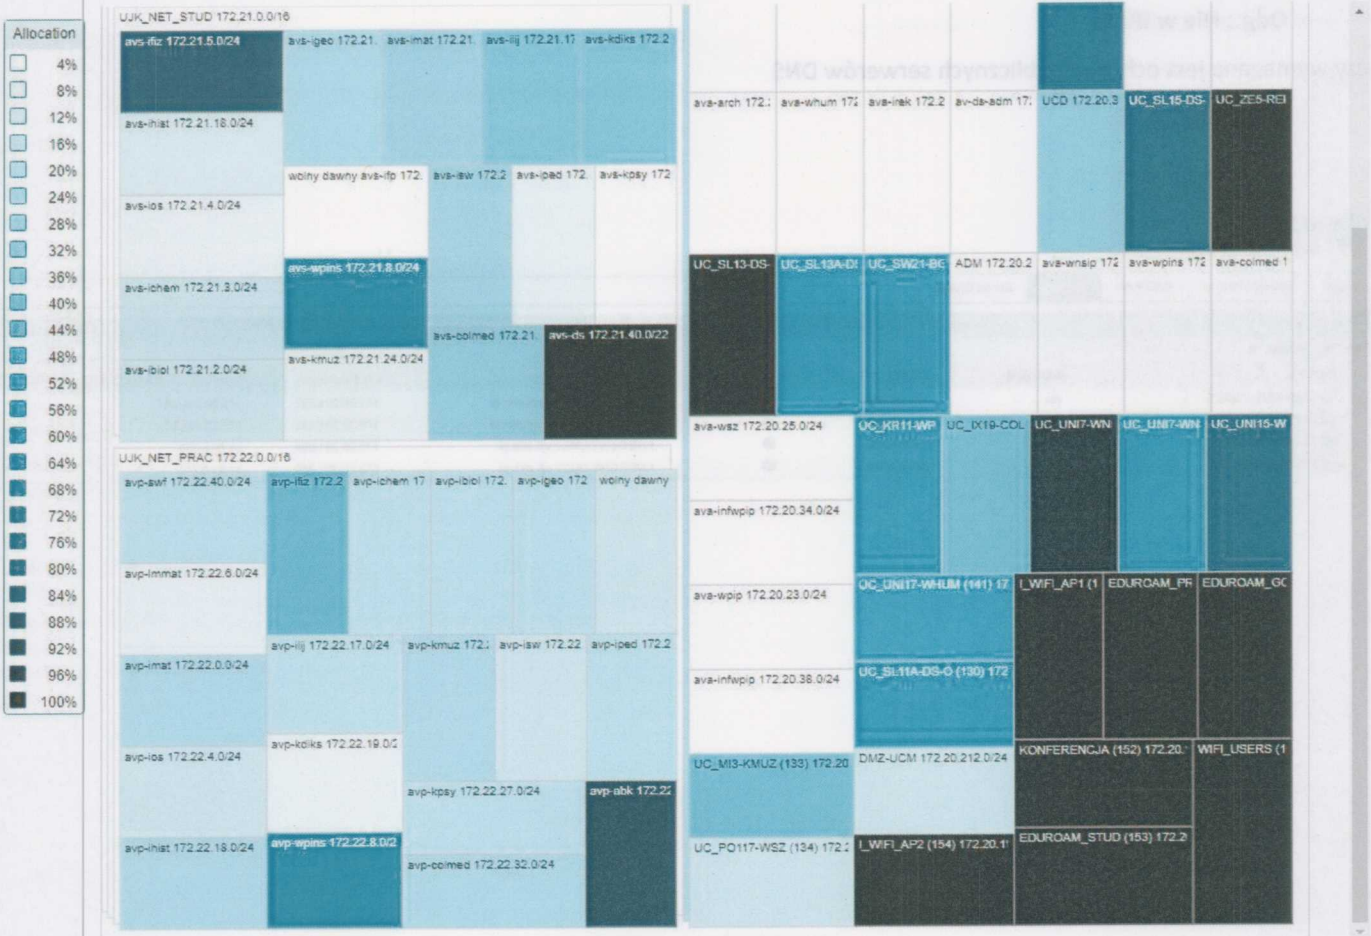 Allocation
4%
8%
12%
16%
20%
24%
28%
32%
36%
40%
44%
48%
52%
56%
60%
64%
68%
72%
76%
80%
84%
88%
92%
96%
100%
UJK_NET_STUD 172.21.0.0/16
avs-ifiz 172.21.5.0/24
avs-igeo 172.21.
avs-imat 172.21.
avs-ilij 172.21.17
avs-kdiks 172.2
avs-ihist 172.21.18.0/24
wolny dawny avs-ifp 172.
avs-isw 172.2
avs-iped 172.
avs-kpsy 172
avs-ios 172.21.4.0/24
avs-wpins 172.21.8.0/24
avs-ichem 172.21.3.0/24
avs-colmed 172.21.
avs-ds 172.21.40.0/22
avs-kmuz 172.21.24.0/24
avs-ibiol 172.21.2.0/24
UJK_NET_PRAC 172.22.0.0/16
avp-swf 172.22.40.0/24
avp-ifiz 172.2
avp-ichem 17
avp-ibiol 172.
avp-igeo 172
wolny dawny
avp-immat 172.22.6.0/24
avp-ilij 172.22.17.0/24
avp-kmuz 172.
avp-isw 172.22
avp-iped 172.2
avp-imat 172.22.0.0/24
avp-kdiks 172.22.19.0/2
avp-ios 172.22.4.0/24
avp-kpsy 172.22.27.0/24
avp-abk 172.22
avp-ihist 172.22.18.0/24
avp-wpins 172.22.8.0/2
avp-colmed 172.22.32.0/24
ava-arch 172.
ava-whum 172
ava-irek 172.2
av-ds-adm 17
UCD 172.20.3
UC_SL15-DS-
UC_ZE5-REI
UC_SL13-DS-
UC_SL13A-DS
UC_SW21-BG
ADM 172.20.2
ava-wnsip 172
ava-wpins 172
ava-colmed 1
ava-wsz 172.20.25.0/24
UC_KR11-WP
UC_IX19-COL
UC_UNI7-WN
UC_UNI7-WN
UC_UNI15-W
ava-infwpip 172.20.34.0/24
ava-wpip 172.20.23.0/24
UC_UNI17-WHUM (141) 17
I_WIFI_AP1 (1
EDUROAM_PR
EDUROAM_GO
ava-infwpip 172.20.38.0/24
UC_SL11A-DS-O (130) 172
UC_MI3-KMUZ (133) 172.20
DMZ-UCM 172.20.212.0/24
KONFERENCJA (152) 172.20.
WIFI_USERS (1
UC_PO117-WSZ (134) 172.2
I_WIFI_AP2 (154) 172.20.1
EDUROAM_STUD (153) 172.2